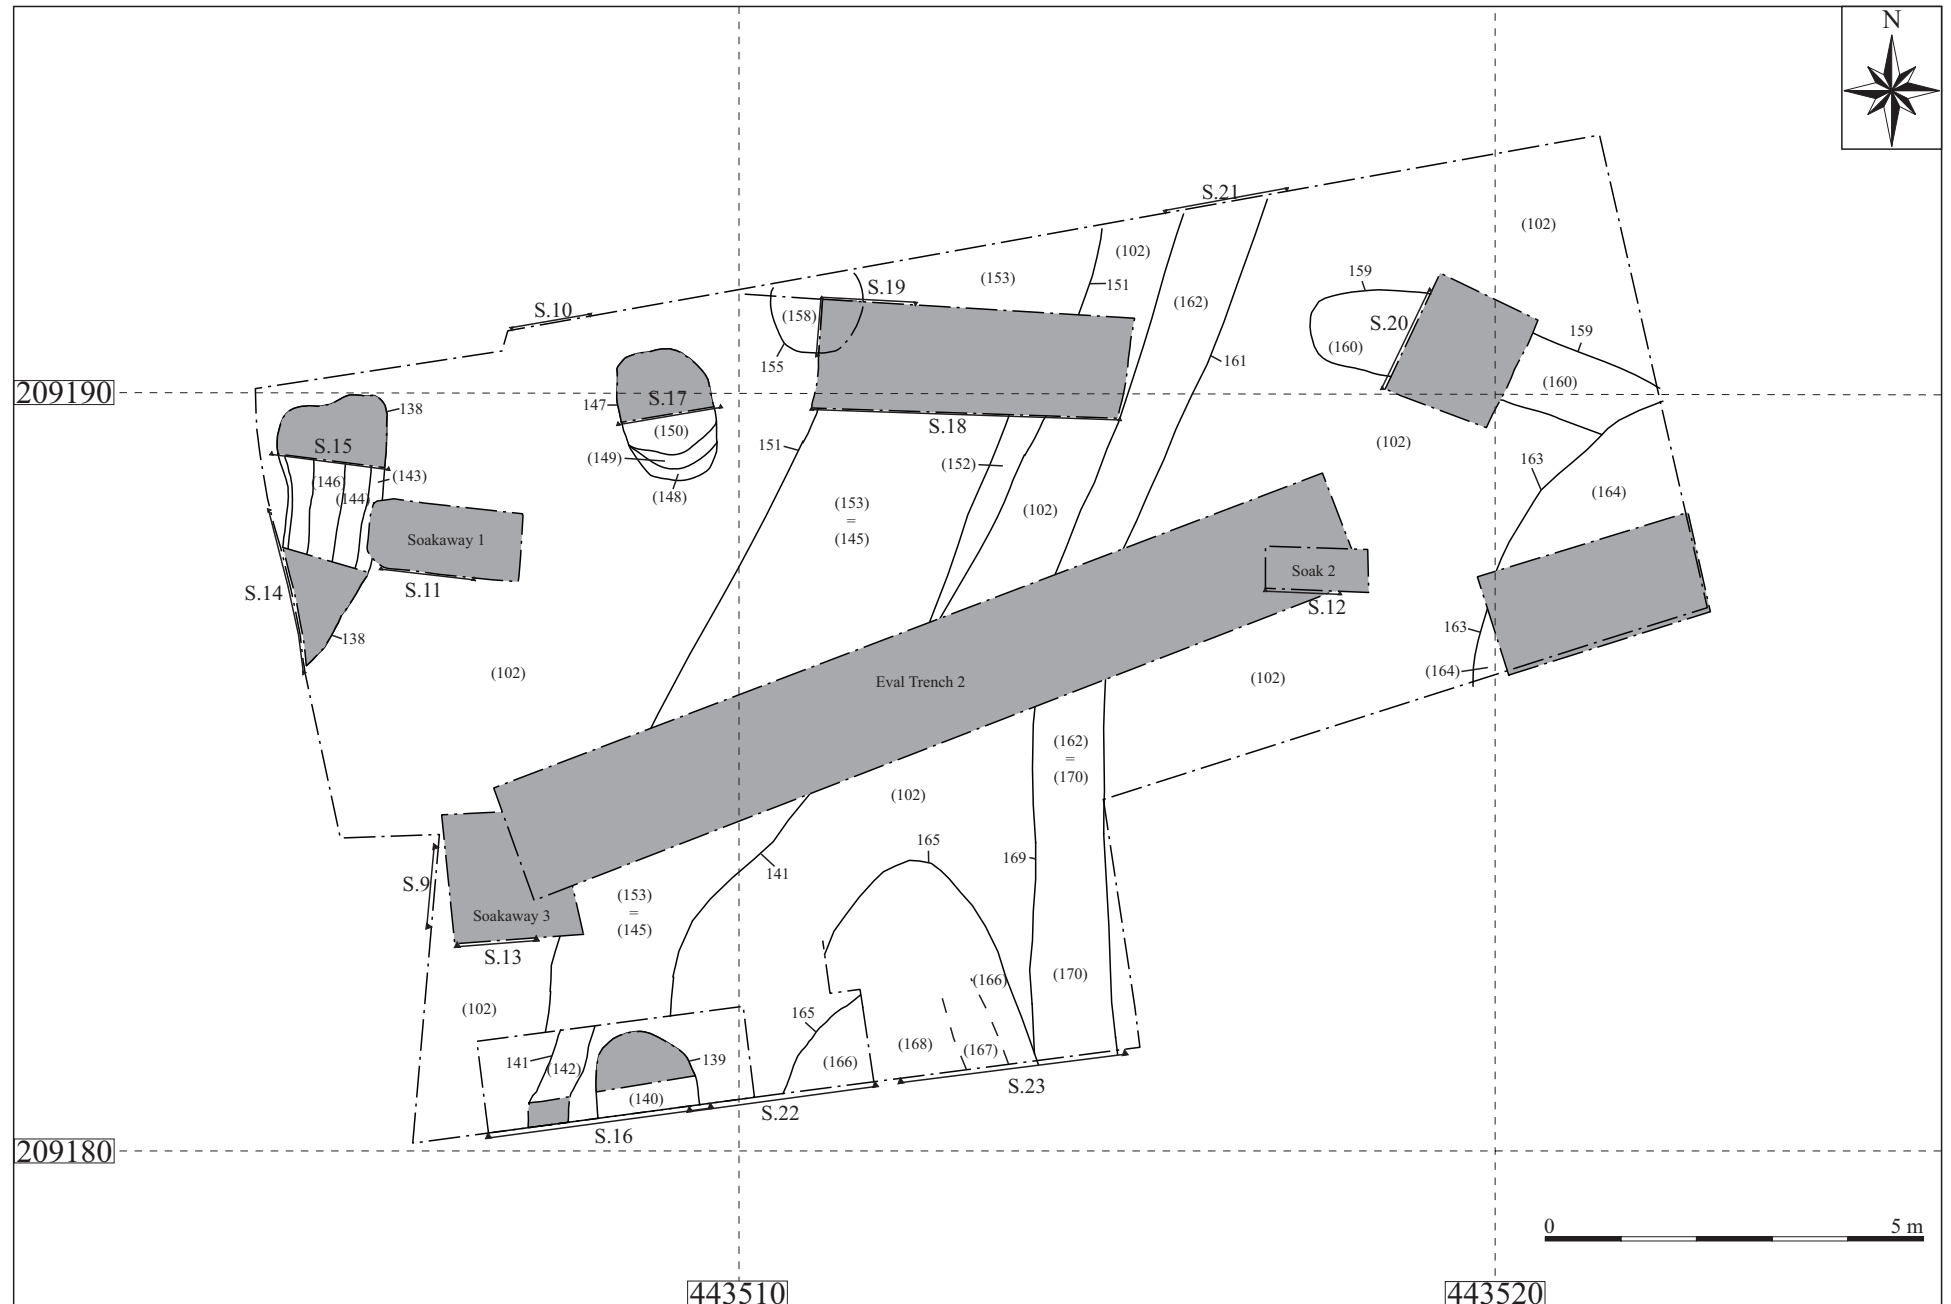 N
S.21
(102)
(102)
159
S.19
(153)
151
(162)
S.10
(158)
S.20
159
155
(160)
161
(160)
209190
147
S.17
138
(150)
S.18
(102)
S.15
151
(149)
(152)
163
(143)
(146)
(144)
(148)
(164)
(153)
=
(145)
(102)
Soakaway 1
Soak 2
S.14
S.11
S.12
138
163
(102)
(164)
(102)
Eval Trench 2
(162)
=
(170)
(102)
165
169
141
S.9
(153)
=
(145)
Soakaway 3
S.13
(166)
(170)
(102)
165
(168)
(167)
141
(142)
139
(166)
S.23
(140)
S.22
S.16
209180
0
5 m
443510
443520